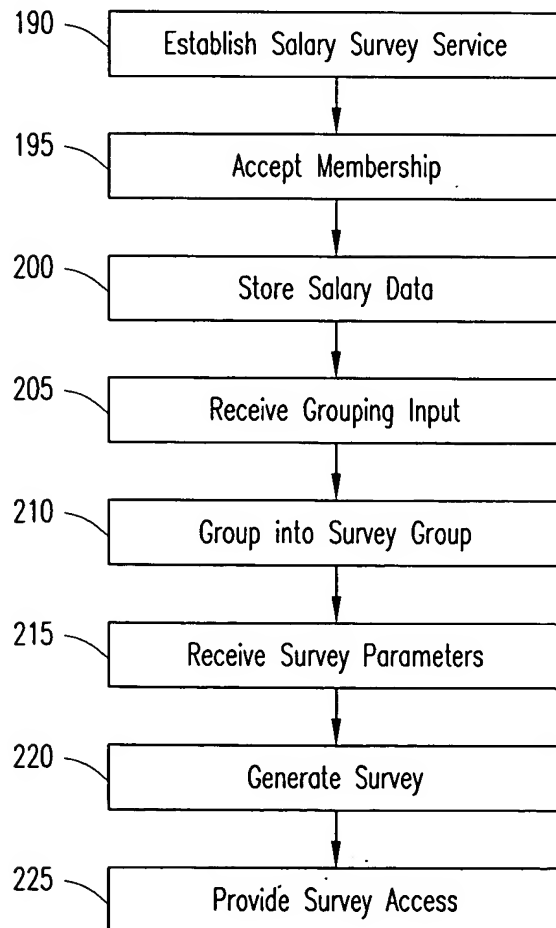 190 Establish Salary Survey Service
195 Accept Membership
200 Store Salary Data
205 Receive Grouping Input
210 Group into Survey Group
215 Receive Survey Parameters
220 Generate Survey
225 Provide Survey Access